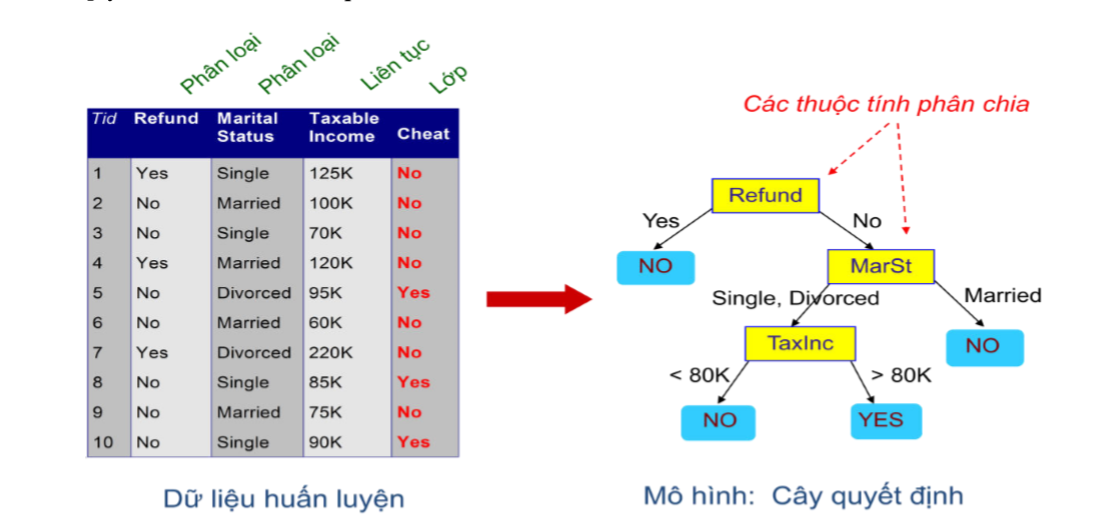 Phân loại
Phân loại
Liên tục
Lớp
Tid Refund Marital Status Taxable Income Cheat
1 Yes Single 125K No
2 No Married 100K No
3 No Single 70K No
4 Yes Married 120K No
5 No Divorced 95K Yes
6 No Married 60K No
7 Yes Divorced 220K No
8 No Single 85K Yes
9 No Married 75K No
10 No Single 90K Yes
Dữ liệu huấn luyện
Các thuộc tính phân chia
Refund
Yes No
NO MarSt
Single, Divorced Married
TaxInc NO
< 80K > 80K
NO YES
Mô hình: Cây quyết định